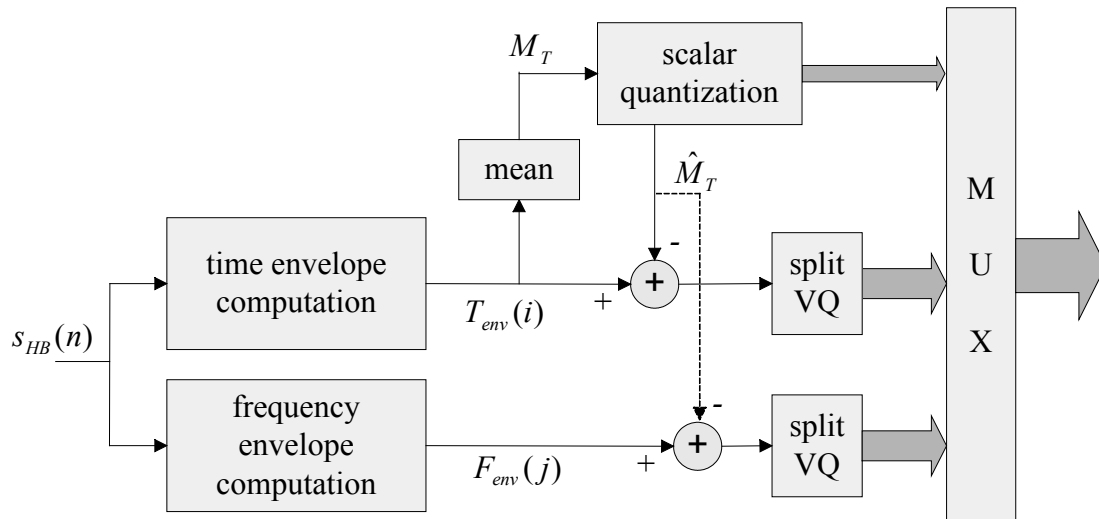 M_T
scalar
quantization
mean
M̂_T
M
U
X
-
time envelope
computation
+
+
split
VQ
T_env(i)
s_HB(n)
frequency
envelope
computation
-
+
+
split
VQ
F_env(j)